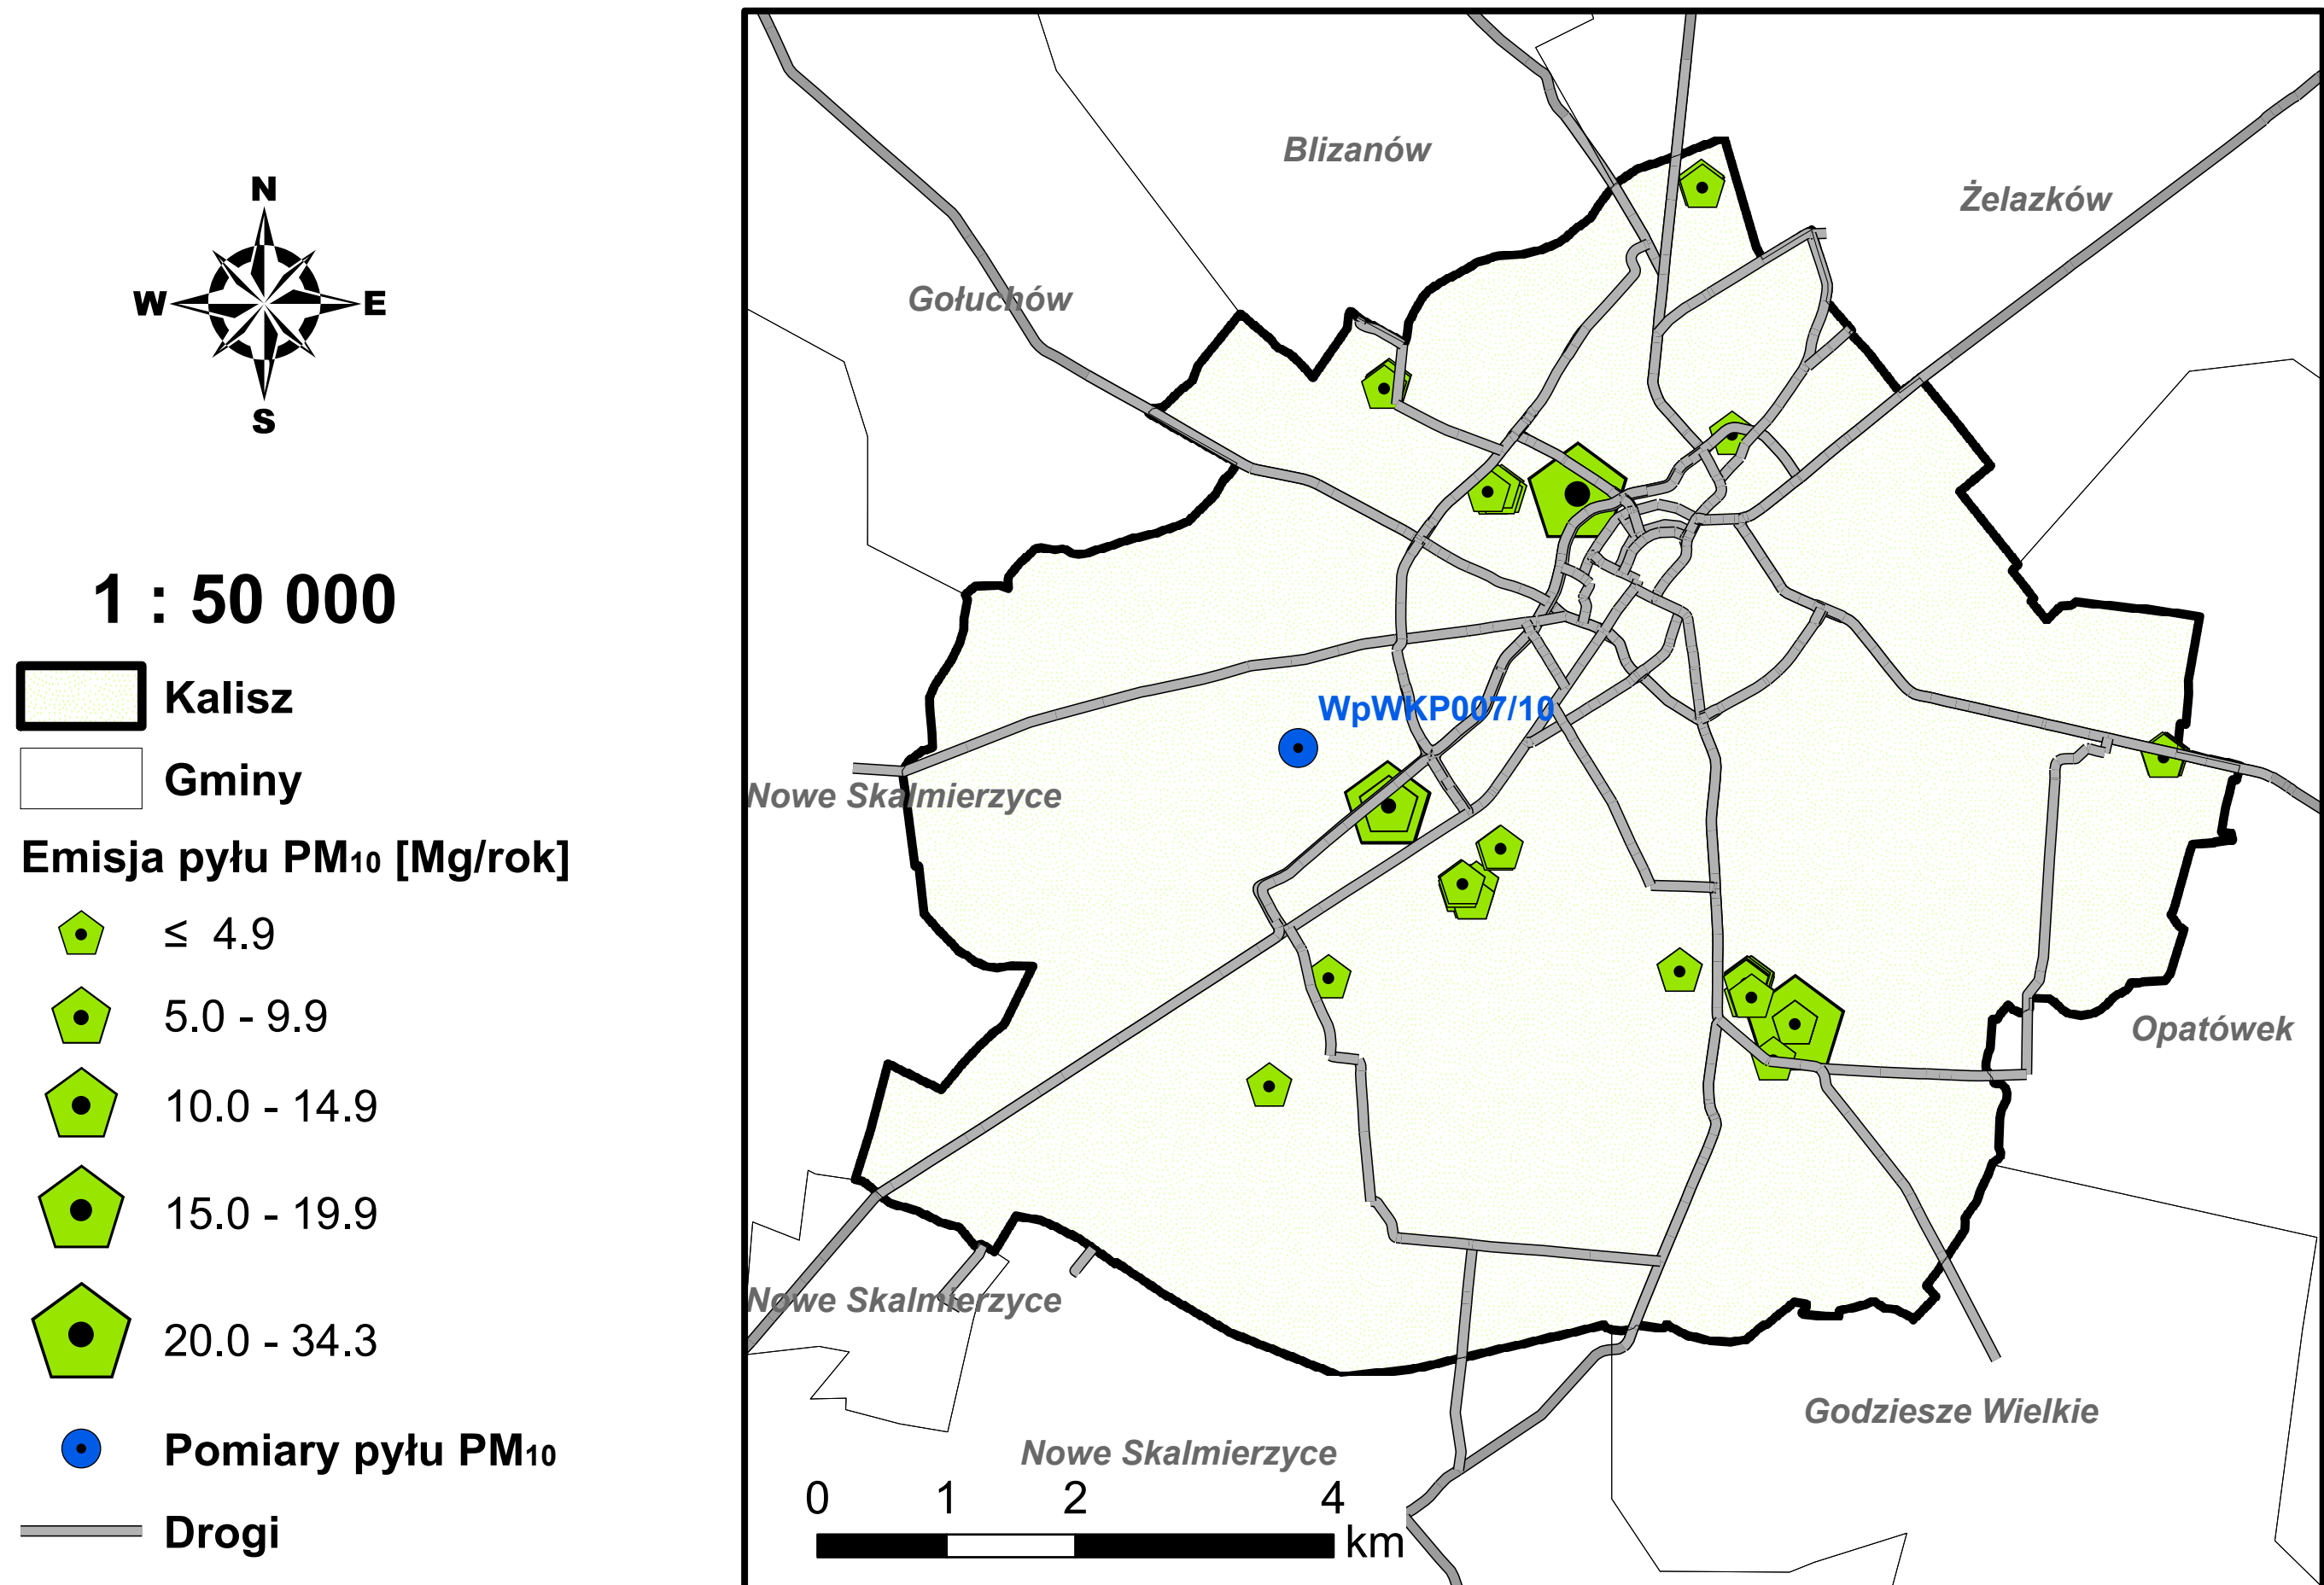 N
W
E
S
1 : 50 000
Kalisz
Gminy
Emisja pyłu PM10 [Mg/rok]
≤ 4.9
5.0 - 9.9
10.0 - 14.9
15.0 - 19.9
20.0 - 34.3
Pomiary pyłu PM10
Drogi
Blizanów
Żelazków
Gołuchów
WpWKP007/10
Nowe Skalmierzyce
Opatówek
Nowe Skalmierzyce
Godziesze Wielkie
Nowe Skalmierzyce
0 1 2 4
km